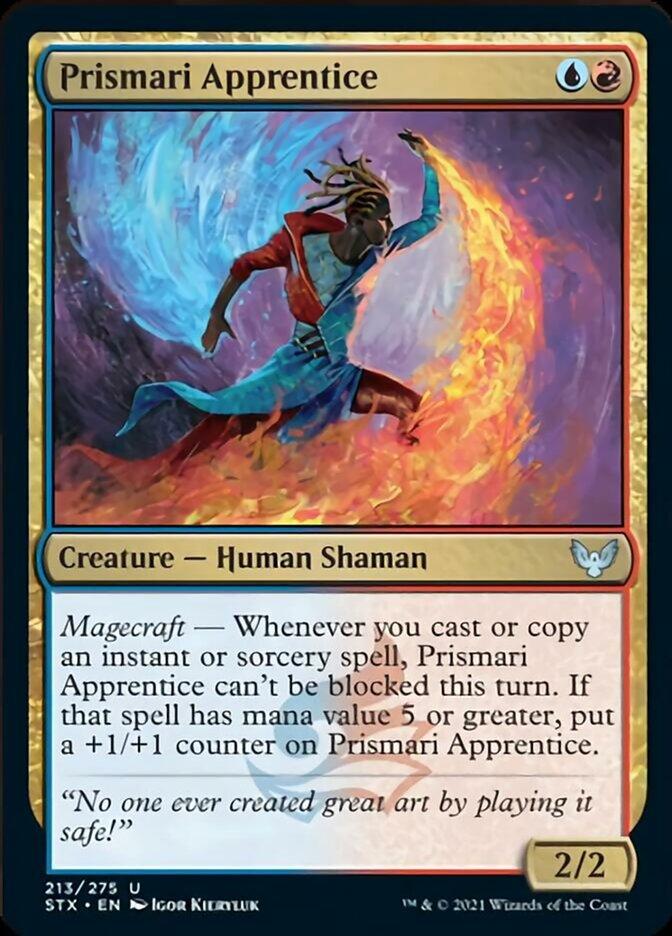 Prismari Apprentice
Creature — Human Shaman
Magecraft — Whenever you cast or copy
an instant or sorcery spell, Prismari
Apprentice can't be blocked this turn. If
that spell has mana value 5 or greater, put
a +1/+1 counter on Prismari Apprentice.
“No one ever created great art by playing it
safe!”
2/2
213/275 U
STX • EN Igor Kieryluk
™ & © 2021 Wizards of the Coast